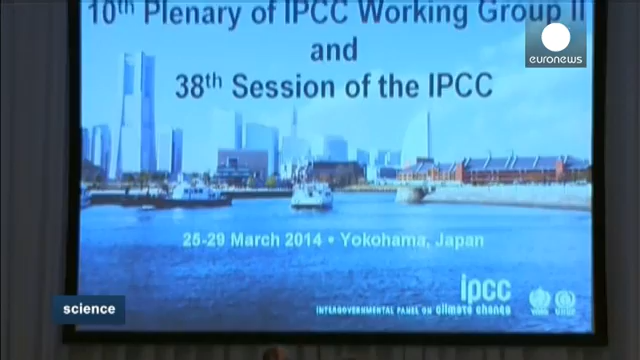 10th Plenary of IPCC Working Group II
and
38th Session of the IPCC
euronews
25-29 March 2014 • Yokohama, Japan
ipcc
INTERGOVERNMENTAL PANEL ON climate change
science